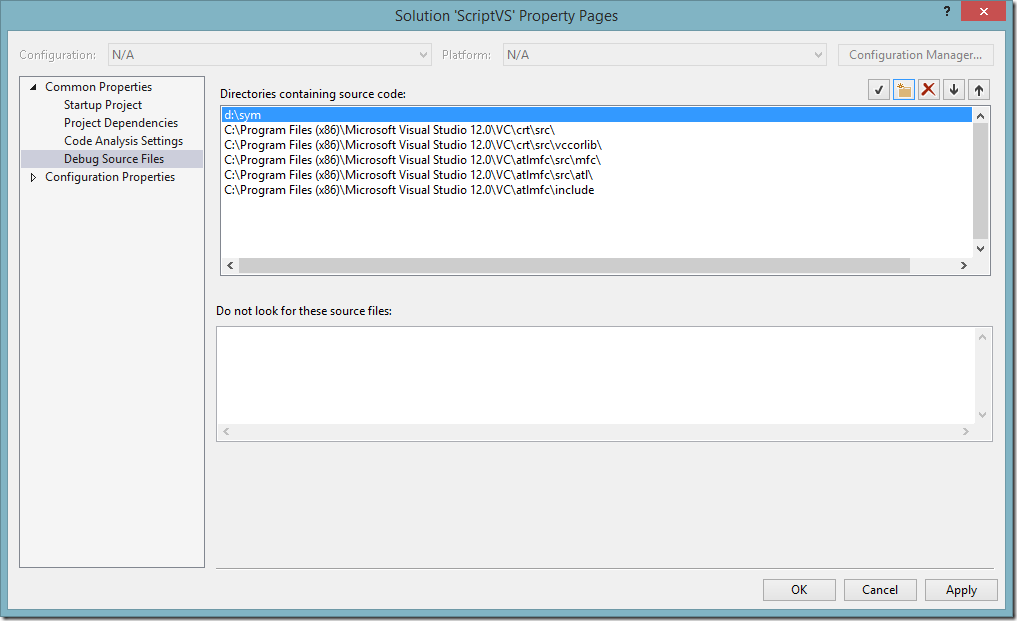 Solution 'ScriptVS' Property Pages
?
Configuration: N/A Platform: N/A Configuration Manager...
Common Properties
Startup Project
Project Dependencies
Code Analysis Settings
Debug Source Files
Configuration Properties
Directories containing source code:
d:\sym
C:\Program Files (x86)\Microsoft Visual Studio 12.0\VC\crt\src\
C:\Program Files (x86)\Microsoft Visual Studio 12.0\VC\crt\src\vccorlib\
C:\Program Files (x86)\Microsoft Visual Studio 12.0\VC\atlmfc\src\mfc\
C:\Program Files (x86)\Microsoft Visual Studio 12.0\VC\atlmfc\src\atl\
C:\Program Files (x86)\Microsoft Visual Studio 12.0\VC\atlmfc\include
Do not look for these source files:
OK Cancel Apply